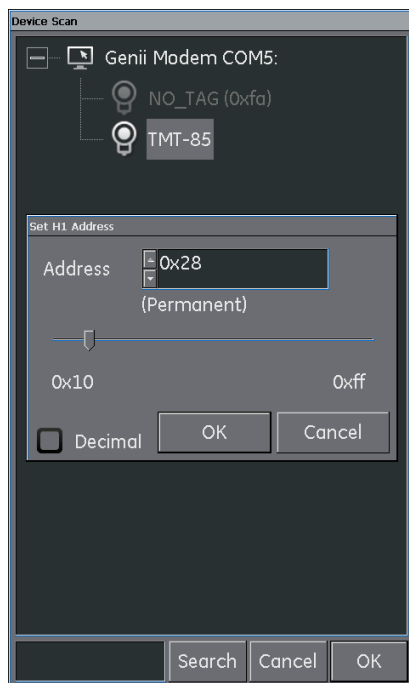 Device Scan
Genii Modem COM5:
NO_TAG (0xfa)
TMT-85
Set H1 Address
Address 0x28
(Permanent)
0x10 0xff
Decimal OK Cancel
Search Cancel OK